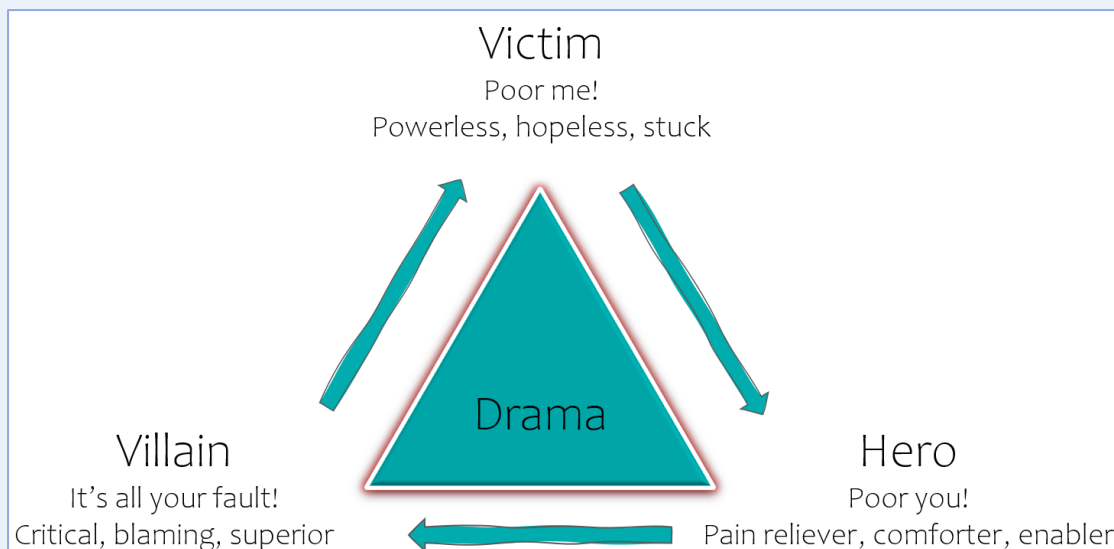 Victim
Poor me!
Powerless, hopeless, stuck
Drama
Villain
It's all your fault!
Critical, blaming, superior
Hero
Poor you!
Pain reliever, comforter, enabler